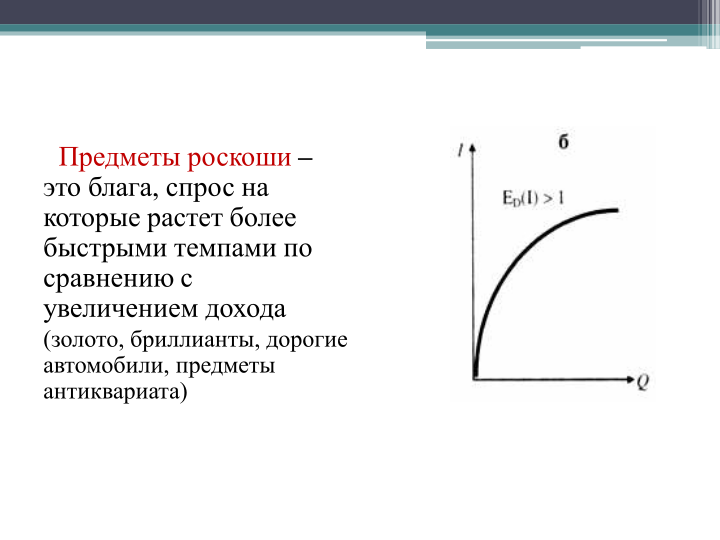 Предметы роскоши –
это блага, спрос на
которые растет более
быстрыми темпами по
сравнению с
увеличением дохода
(золото, бриллианты, дорогие
автомобили, предметы
антиквариата)
б
I
E_D(I) > 1
Q